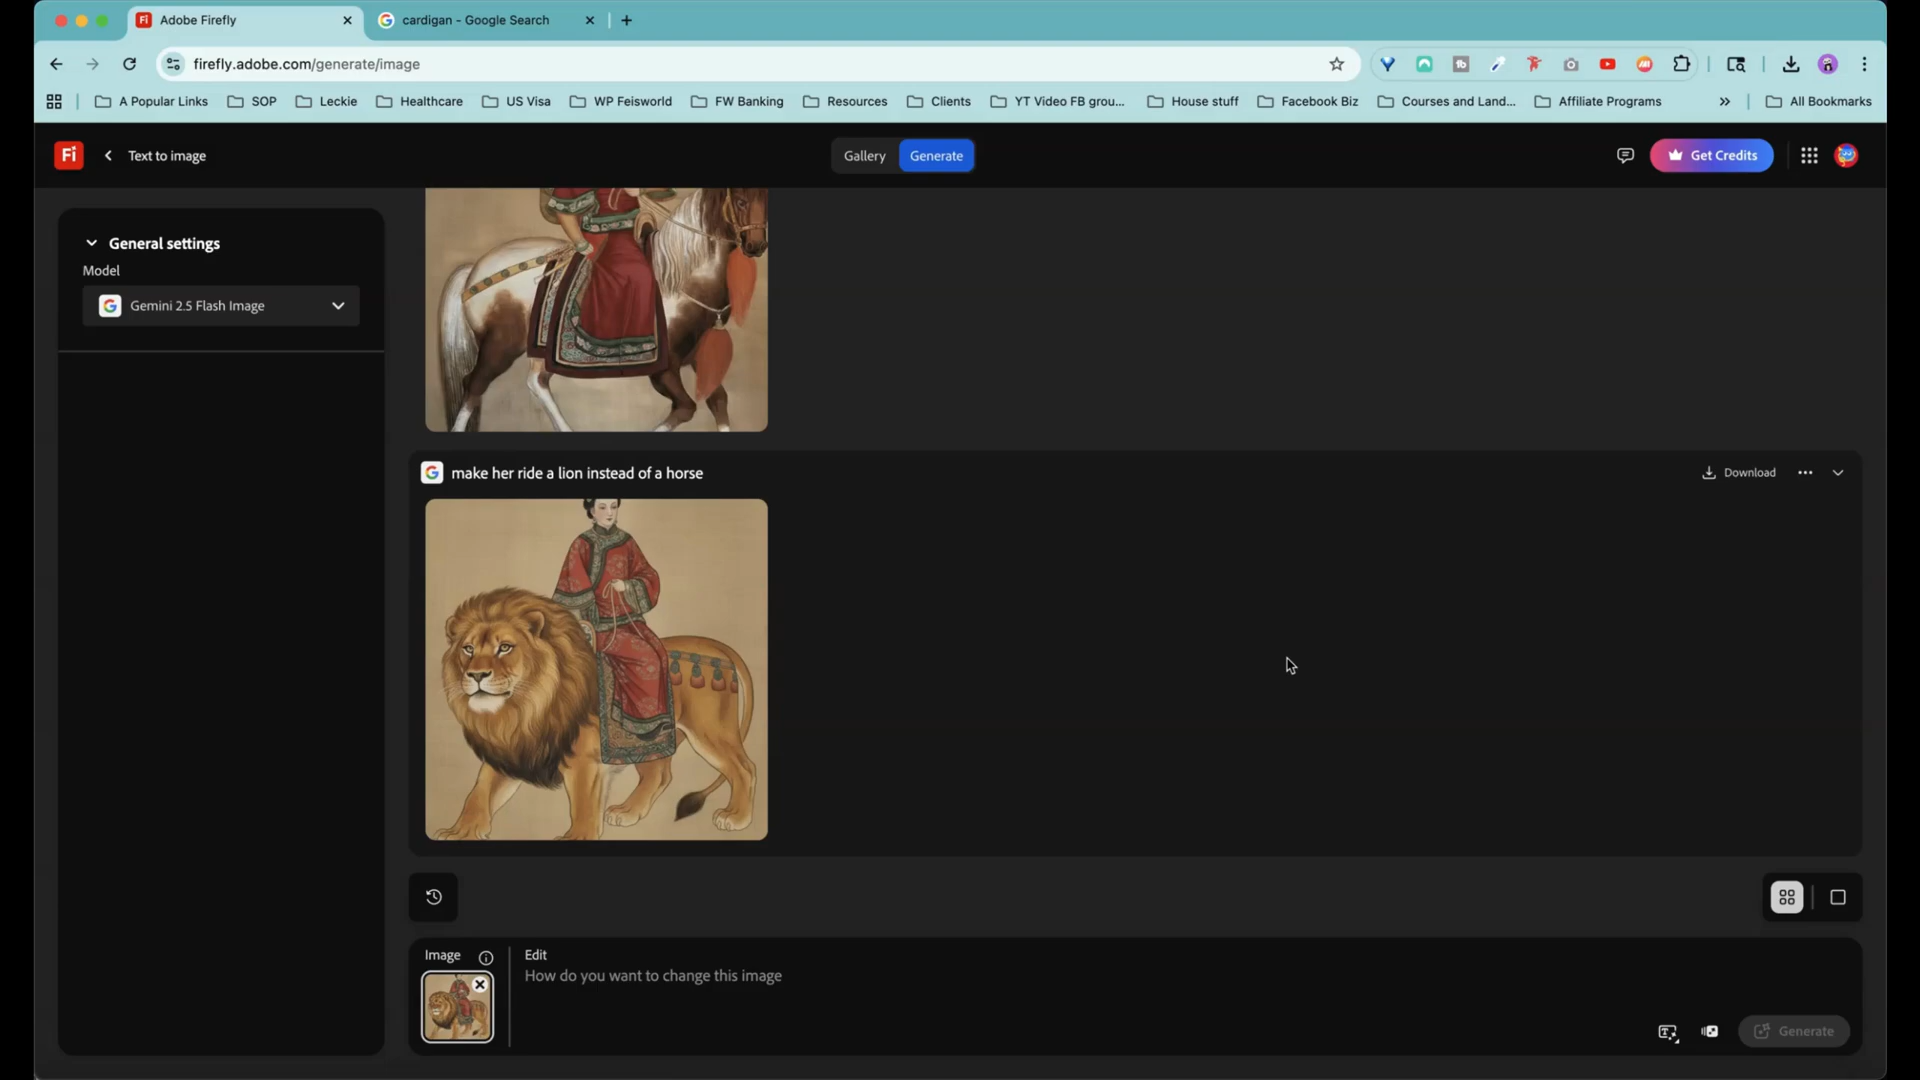 Adobe Firefly
cardigan - Google Search
firefly.adobe.com/generate/image
A Popular Links
SOP
Leckie
Healthcare
US Visa
WP Feisworld
FW Banking
Resources
Clients
YT Video FB grou...
House stuff
Facebook Biz
Courses and Land...
Affiliate Programs
All Bookmarks
Fi
Text to image
Gallery
Generate
Get Credits
General settings
Model
Gemini 2.5 Flash Image
make her ride a lion instead of a horse
Download
Image
Edit
How do you want to change this image
Generate